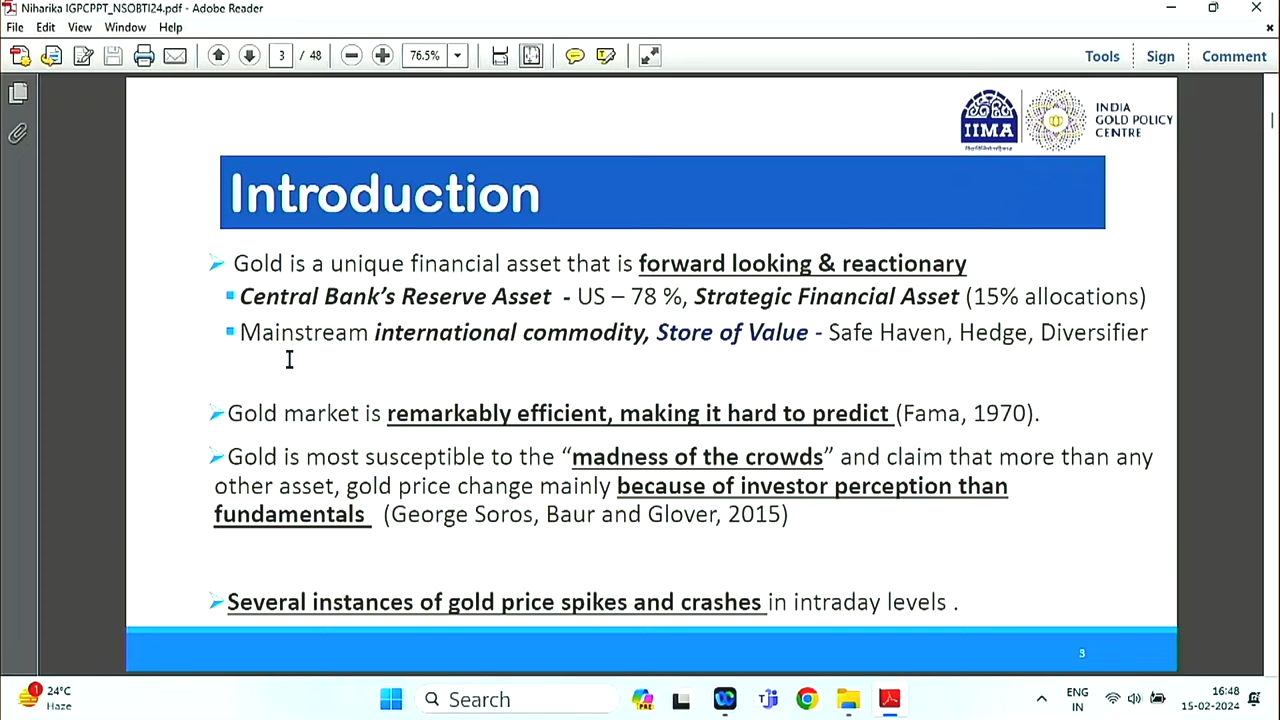 Niharika IGPCPPT_NSOBTI24.pdf - Adobe Reader
File Edit View Window Help
3 / 48 76.5% Tools Sign Comment
IIMA
INDIA
GOLD POLICY
CENTRE
Introduction
Gold is a unique financial asset that is forward looking & reactionary
Central Bank's Reserve Asset - US – 78 %, Strategic Financial Asset (15% allocations)
Mainstream international commodity, Store of Value - Safe Haven, Hedge, Diversifier
Gold market is remarkably efficient, making it hard to predict (Fama, 1970).
Gold is most susceptible to the “madness of the crowds” and claim that more than any
other asset, gold price change mainly because of investor perception than
fundamentals (George Soros, Baur and Glover, 2015)
Several instances of gold price spikes and crashes in intraday levels .
3
1
24°C
Haze
Search
PRE
ENG
IN
16:48
15-02-2024